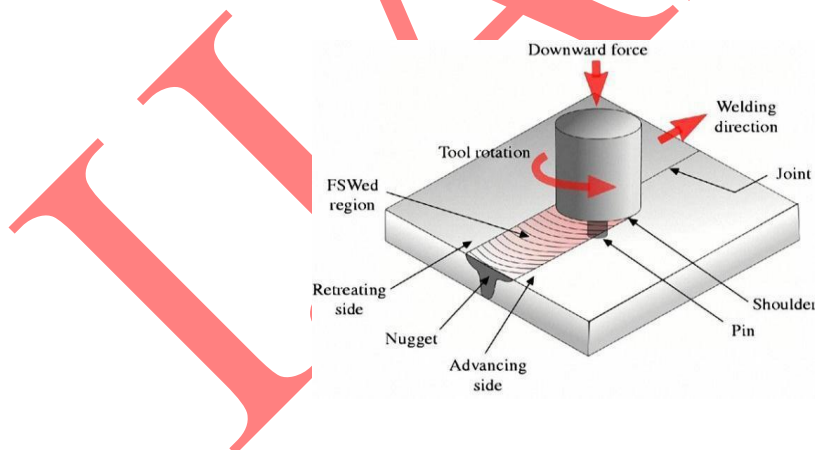 Downward force
Welding
direction
Tool rotation
Joint
FSWed
region
Retreating
side
Shoulder
Pin
Nugget
Advancing
side